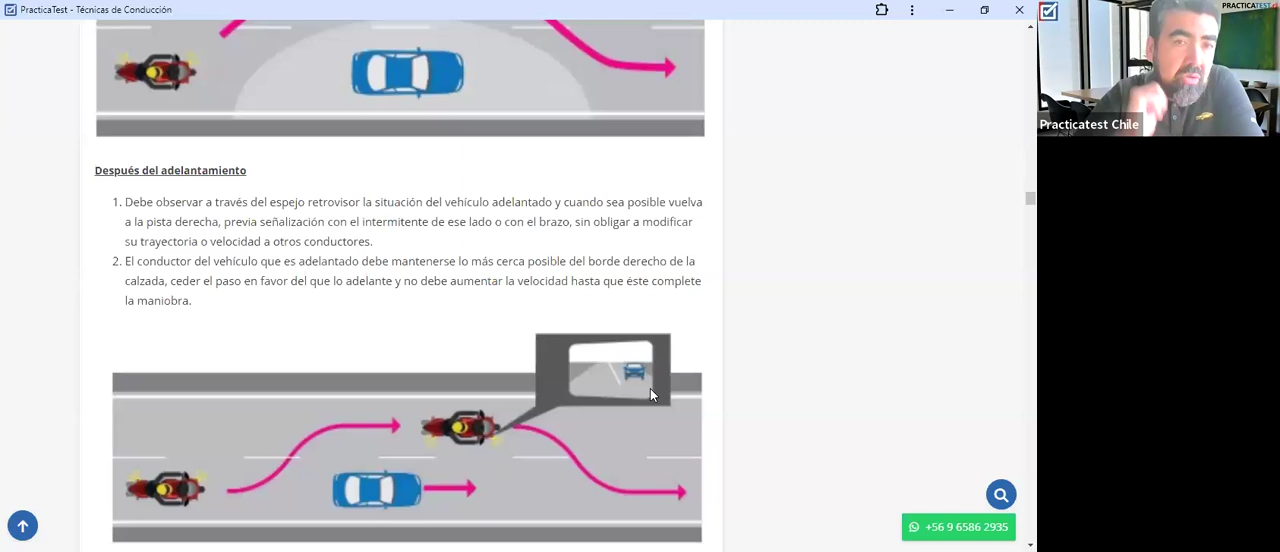 PracticaTest - Técnicas de Conducción
PRACTICATEST
Practicatest Chile
Después del adelantamiento
1. Debe observar a través del espejo retrovisor la situación del vehículo adelantado y cuando sea posible vuelva
a la pista derecha, previa señalización con el intermitente de ese lado o con el brazo, sin obligar a modificar
su trayectoria o velocidad a otros conductores.
2. El conductor del vehículo que es adelantado debe mantenerse lo más cerca posible del borde derecho de la
calzada, ceder el paso en favor del que lo adelante y no debe aumentar la velocidad hasta que éste complete
la maniobra.
+56 9 6586 2935